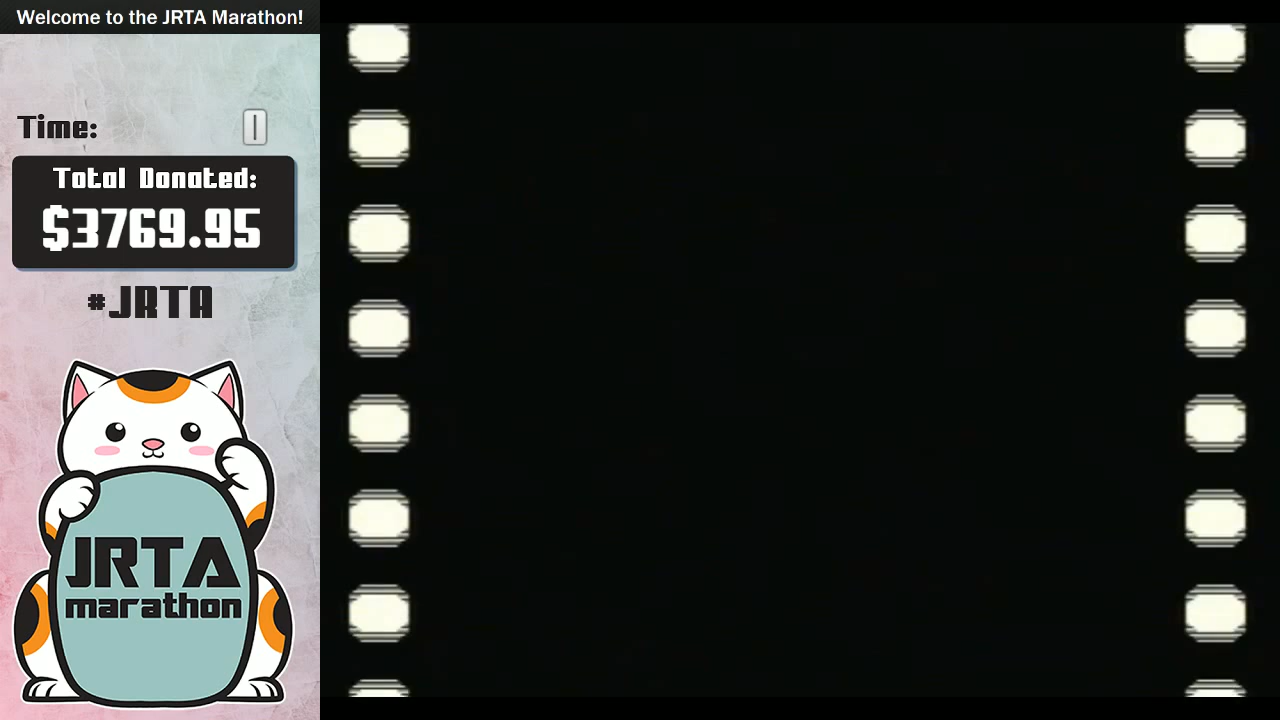 Welcome to the JRTA Marathon!
Time:
Total Donated:
$3769.95
#JRTA
JRTA
marathon